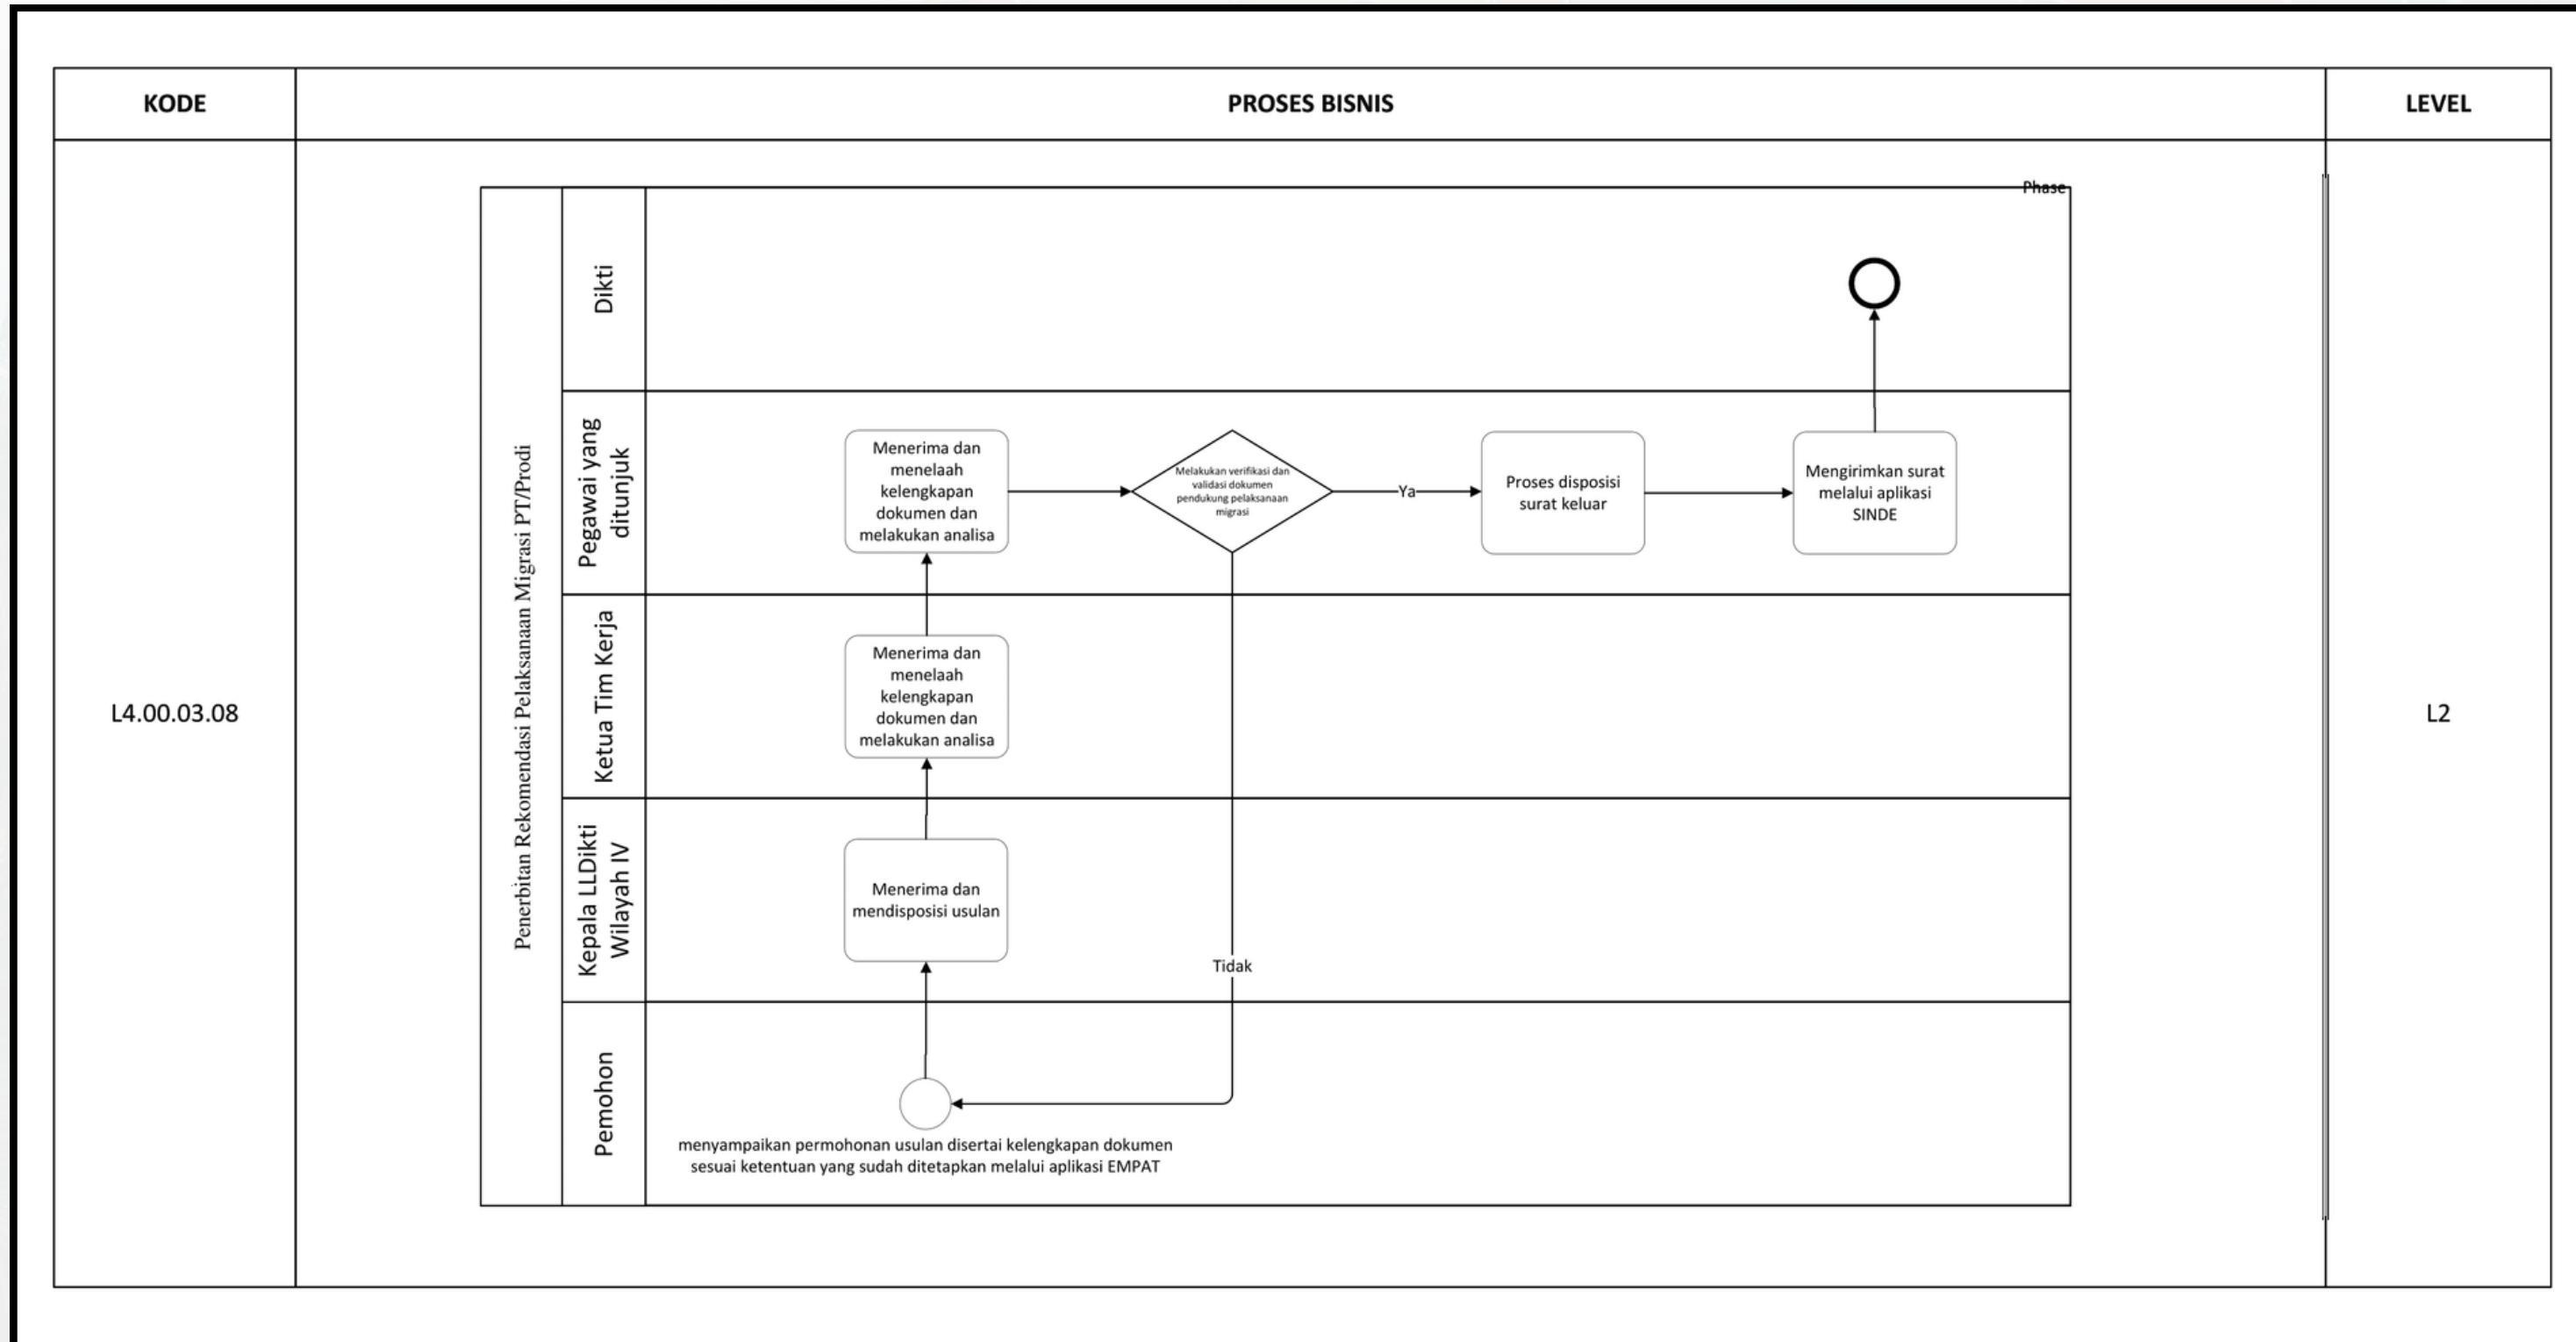 KODE
PROSES BISNIS
LEVEL
L4.00.03.08
L2
Penerbitan Rekomendasi Pelaksanaan Migrasi PT/Prodi
Phase
Dikti
Pegawai yang
ditunjuk
Menerima dan
menelaah
kelengkapan
dokumen dan
melakukan analisa
Melakukan verifikasi dan
validasi dokumen
pendukung pelaksanaan
migrasi
Ya
Proses disposisi
surat keluar
Mengirimkan surat
melalui aplikasi
SINDE
Ketua Tim Kerja
Menerima dan
menelaah
kelengkapan
dokumen dan
melakukan analisa
Kepala LLDikti
Wilayah IV
Menerima dan
mendisposisi usulan
Tidak
Pemohon
menyampaikan permohonan usulan disertai kelengkapan dokumen
sesuai ketentuan yang sudah ditetapkan melalui aplikasi EMPAT